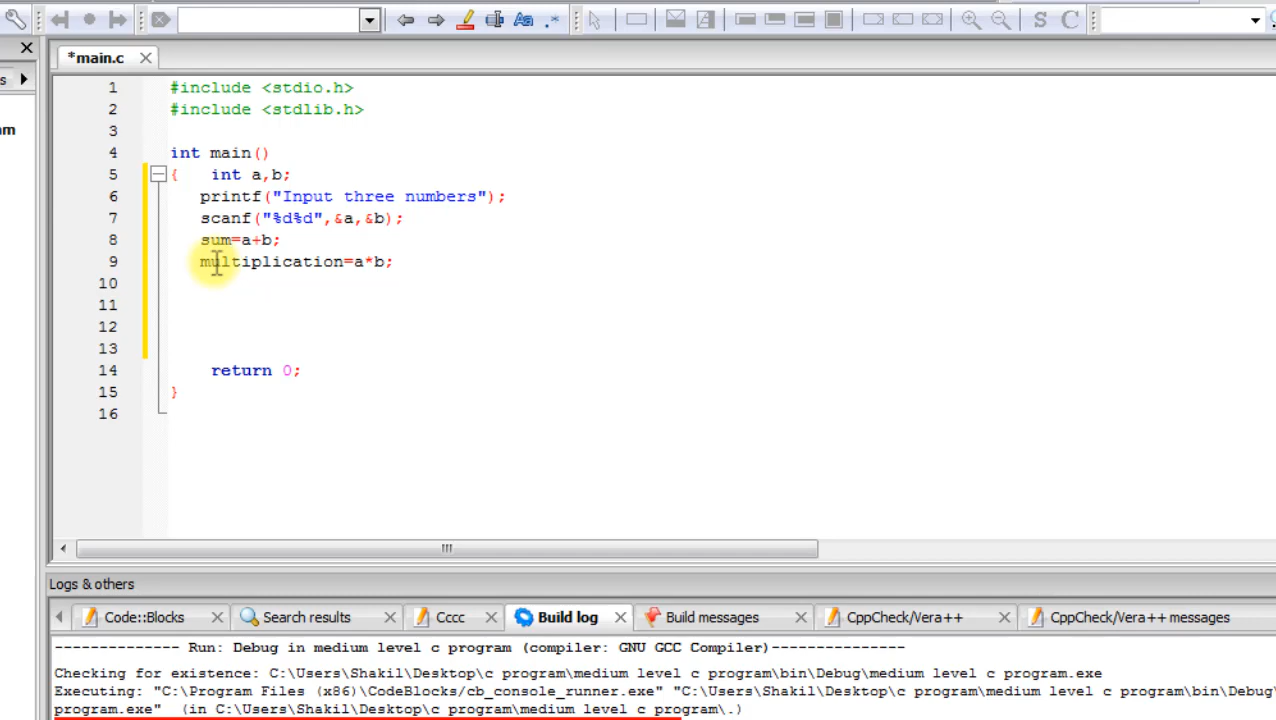 *main.c
s
am
1 #include <stdio.h>
2 #include <stdlib.h>
3
4 int main()
5 { int a,b;
6 printf("Input three numbers");
7 scanf("%d%d",&a,&b);
8 sum=a+b;
9 multiplication=a*b;
10
11
12
13
14 return 0;
15 }
16
Logs & others
Code::Blocks Search results Cccc Build log Build messages CppCheck/Vera++ CppCheck/Vera++ messages
-------------- Run: Debug in medium level c program (compiler: GNU GCC Compiler)---------------
Checking for existence: C:\Users\Shakil\Desktop\c program\medium level c program\bin\Debug\medium level c program.exe
Executing: "C:\Program Files (x86)\CodeBlocks/cb_console_runner.exe" "C:\Users\Shakil\Desktop\c program\medium level c program\bin\Debug
program.exe" (in C:\Users\Shakil\Desktop\c program\medium level c program\.)